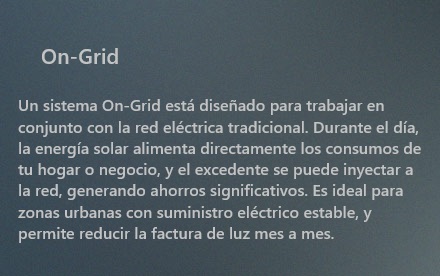 On-Grid
Un sistema On-Grid está diseñado para trabajar en
conjunto con la red eléctrica tradicional. Durante el día,
la energía solar alimenta directamente los consumos de
tu hogar o negocio, y el excedente se puede inyectar a
la red, generando ahorros significativos. Es ideal para
zonas urbanas con suministro eléctrico estable, y
permite reducir la factura de luz mes a mes.